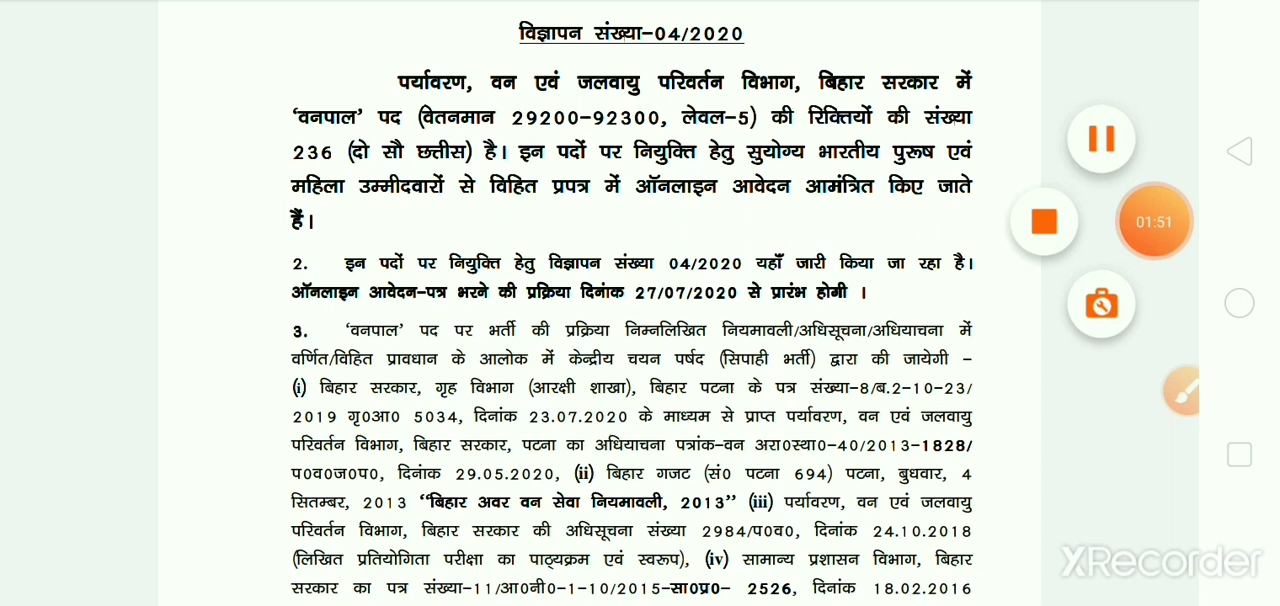 विज्ञापन संख्या-04/2020
पर्यावरण, वन एवं जलवायु परिवर्तन विभाग, बिहार सरकार में
'वनपाल' पद (वेतनमान 29200-92300, लेवल-5) की रिक्तियों की संख्या
236 (दो सौ छत्तीस) है। इन पदों पर नियुक्ति हेतु सुयोग्य भारतीय पुरूष एवं
महिला उम्मीदवारों से विहित प्रपत्र में ऑनलाइन आवेदन आमंत्रित किए जाते
हैं।
2. इन पदों पर नियुक्ति हेतु विज्ञापन संख्या 04/2020 यहाँ जारी किया जा रहा है।
ऑनलाइन आवेदन-पत्र भरने की प्रक्रिया दिनांक 27/07/2020 से प्रारंभ होगी ।
3. 'वनपाल' पद पर भर्ती की प्रक्रिया निम्नलिखित नियमावली/अधिसूचना/अधियाचना में
वर्णित/विहित प्रावधान के आलोक में केन्द्रीय चयन पर्षद (सिपाही भर्ती) द्वारा की जायेगी -
(i) बिहार सरकार, गृह विभाग (आरक्षी शाखा), बिहार पटना के पत्र संख्या-8/ब.2-10-23/
2019 गृ0आ0 5034, दिनांक 23.07.2020 के माध्यम से प्राप्त पर्यावरण, वन एवं जलवायु
परिवर्तन विभाग, बिहार सरकार, पटना का अधियाचना पत्रांक-वन अरा0स्था0-40/2013-1828/
प0व0ज0प0, दिनांक 29.05.2020, (ii) बिहार गजट (सं0 पटना 694) पटना, बुधवार, 4
सितम्बर, 2013 "बिहार अवर वन सेवा नियमावली, 2013" (iii) पर्यावरण, वन एवं जलवायु
परिवर्तन विभाग, बिहार सरकार की अधिसूचना संख्या 2984/प0व0, दिनांक 24.10.2018
(लिखित प्रतियोगिता परीक्षा का पाठ्यक्रम एवं स्वरूप), (iv) सामान्य प्रशासन विभाग, बिहार
सरकार का पत्र संख्या-11/आ0नी0-1-10/2015-सा0प्र0- 2526, दिनांक 18.02.2016
01:51
XRecorder